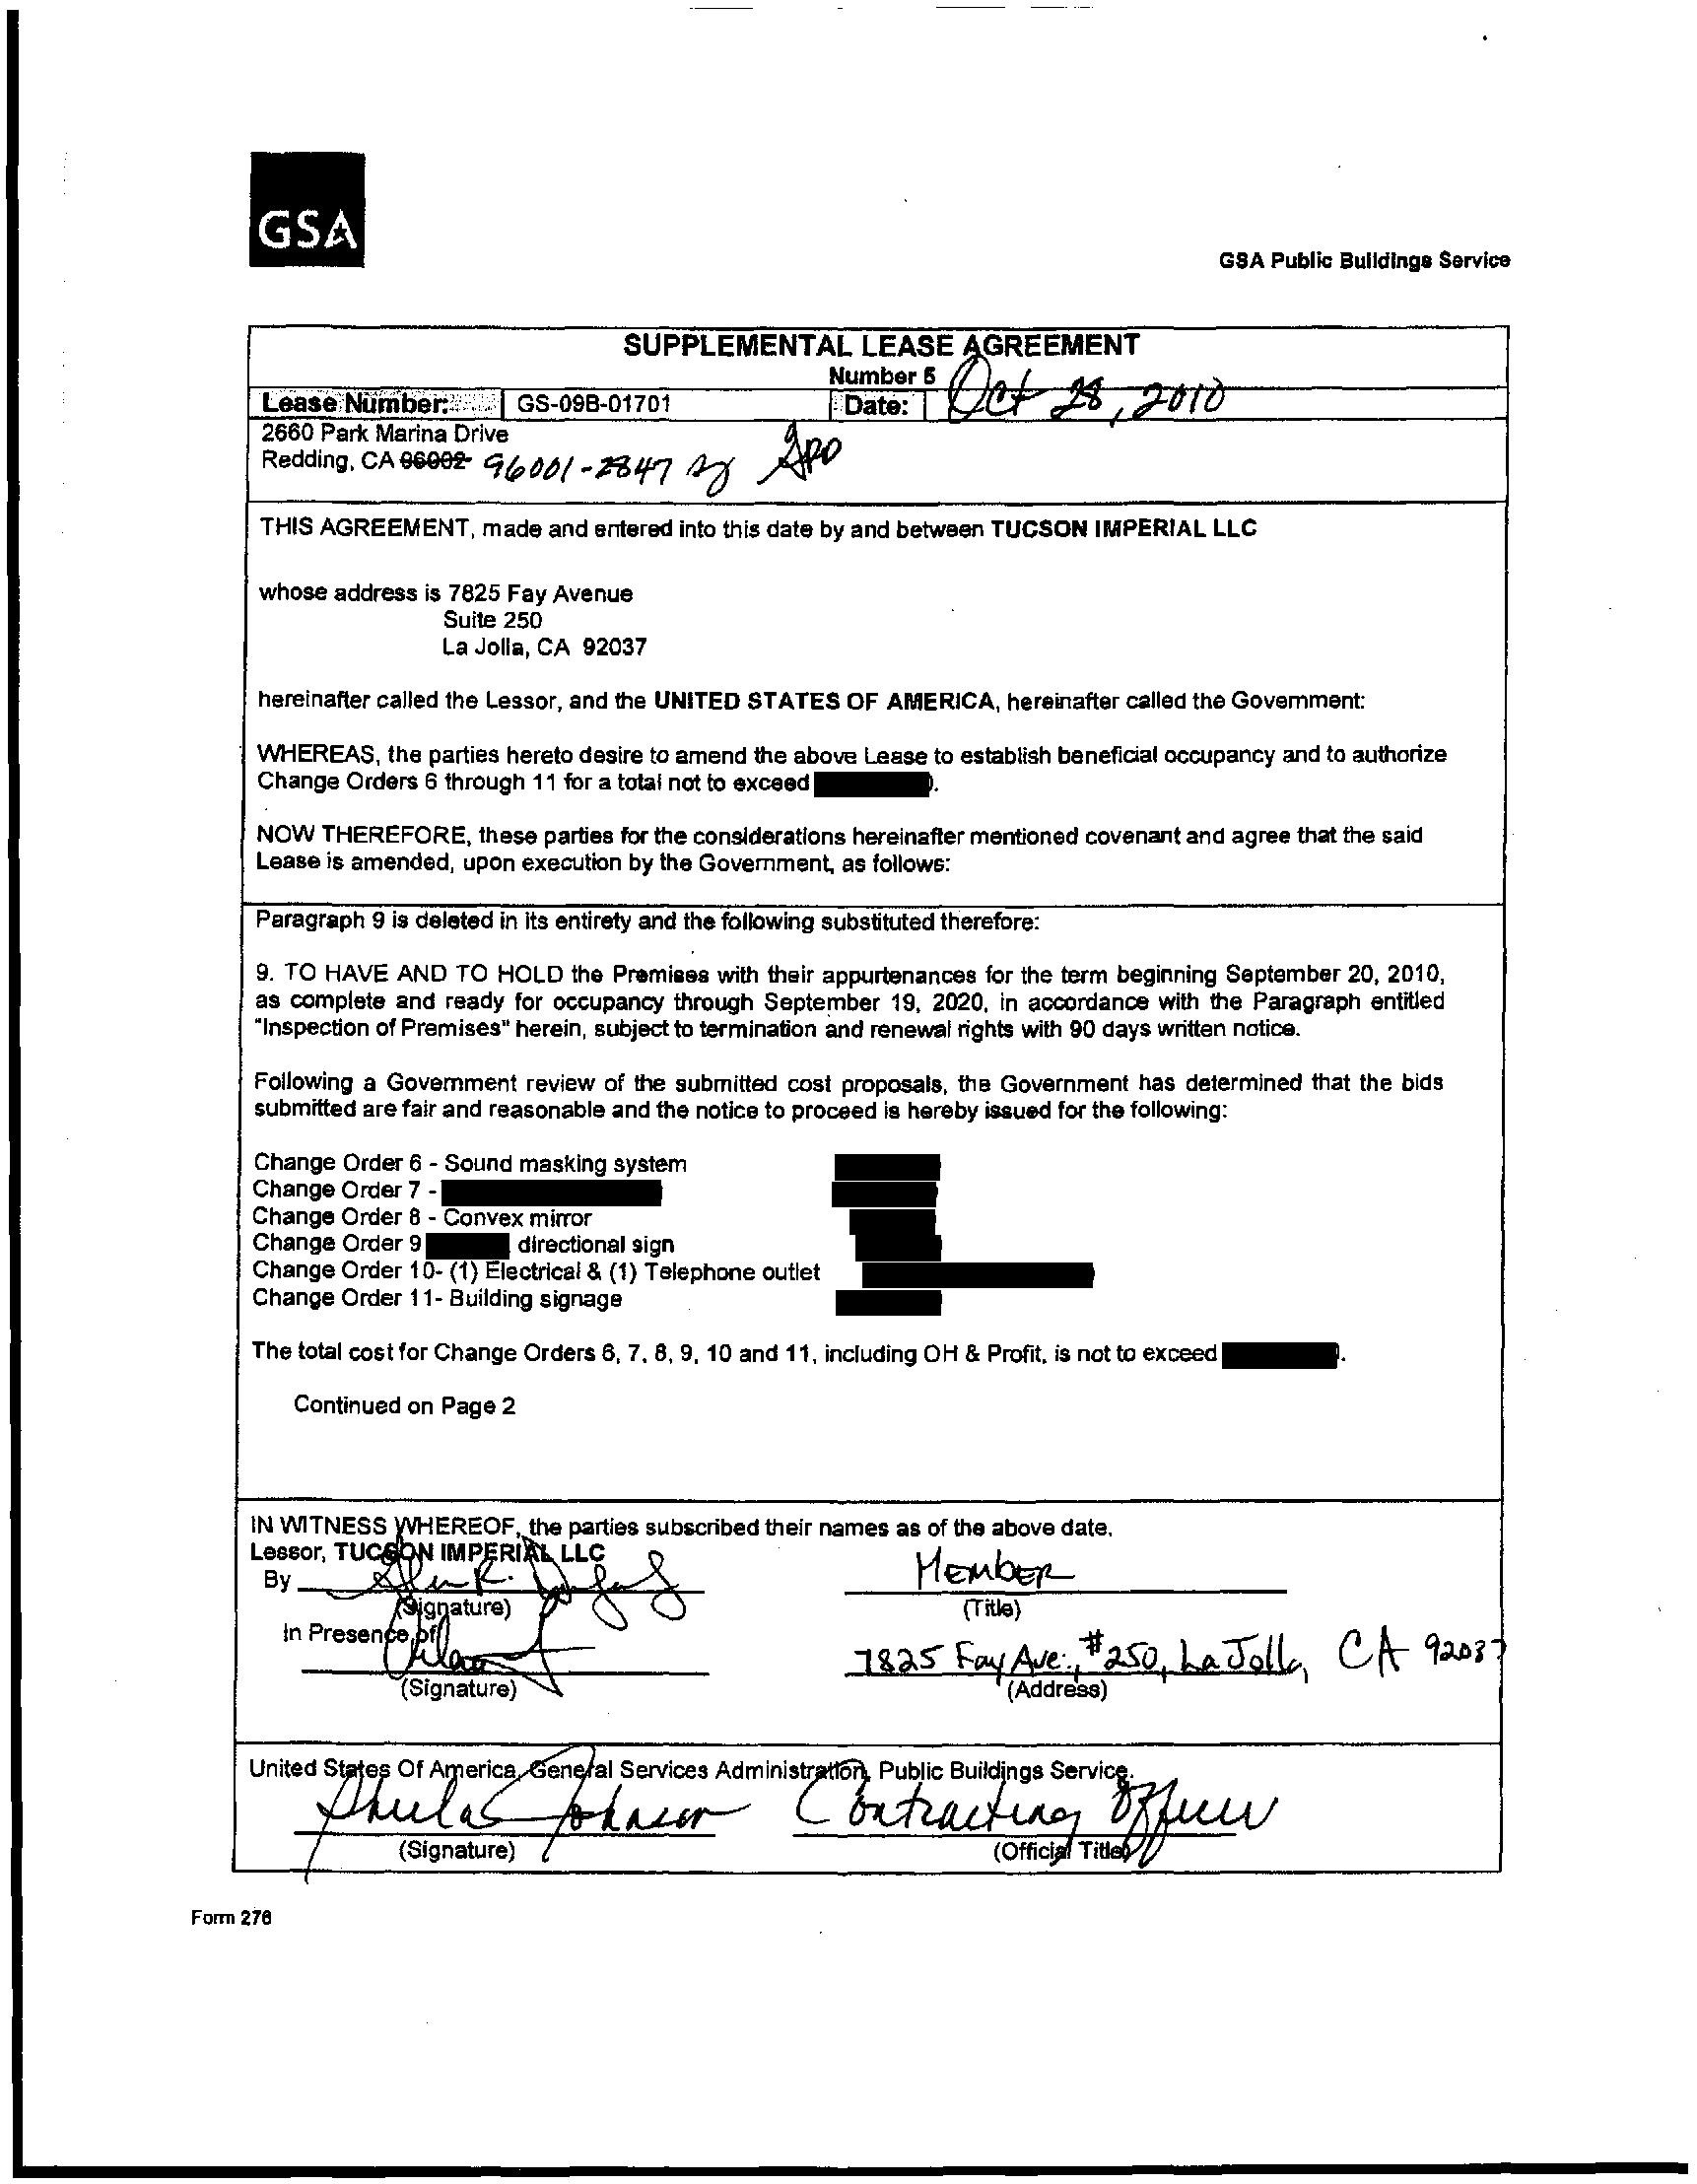 GSA
GSA Public Buildings Service
SUPPLEMENTAL LEASE AGREEMENT
Number 5
Lease Number: GS-09B-01701 Date: Oct 28, 2010
2660 Park Marina Drive
Redding, CA 96002 96001-2847
THIS AGREEMENT, made and entered into this date by and between TUCSON IMPERIAL LLC
whose address is 7825 Fay Avenue
Suite 250
La Jolla, CA 92037
hereinafter called the Lessor, and the UNITED STATES OF AMERICA, hereinafter called the Government:
WHEREAS, the parties hereto desire to amend the above Lease to establish beneficial occupancy and to authorize
Change Orders 6 through 11 for a total not to exceed .
NOW THEREFORE, these parties for the considerations hereinafter mentioned covenant and agree that the said
Lease is amended, upon execution by the Government, as follows:
Paragraph 9 is deleted in its entirety and the following substituted therefore:
9. TO HAVE AND TO HOLD the Premises with their appurtenances for the term beginning September 20, 2010,
as complete and ready for occupancy through September 19, 2020, in accordance with the Paragraph entitled
"Inspection of Premises" herein, subject to termination and renewal rights with 90 days written notice.
Following a Government review of the submitted cost proposals, the Government has determined that the bids
submitted are fair and reasonable and the notice to proceed is hereby issued for the following:
Change Order 6 - Sound masking system
Change Order 7 -
Change Order 8 - Convex mirror
Change Order 9 directional sign
Change Order 10- (1) Electrical & (1) Telephone outlet
Change Order 11- Building signage
The total cost for Change Orders 6, 7, 8, 9, 10 and 11, including OH & Profit, is not to exceed .
Continued on Page 2
IN WITNESS WHEREOF, the parties subscribed their names as of the above date.
Lessor, TUCSON IMPERIAL LLC
By MEMBER
(Signature) (Title)
In Presence of
7825 Fay Ave., #250, La Jolla, CA 92037
(Signature) (Address)
United States Of America, General Services Administration, Public Buildings Service.
Sheila Johnson Contracting Officer
(Signature) (Official Title)
Form 276